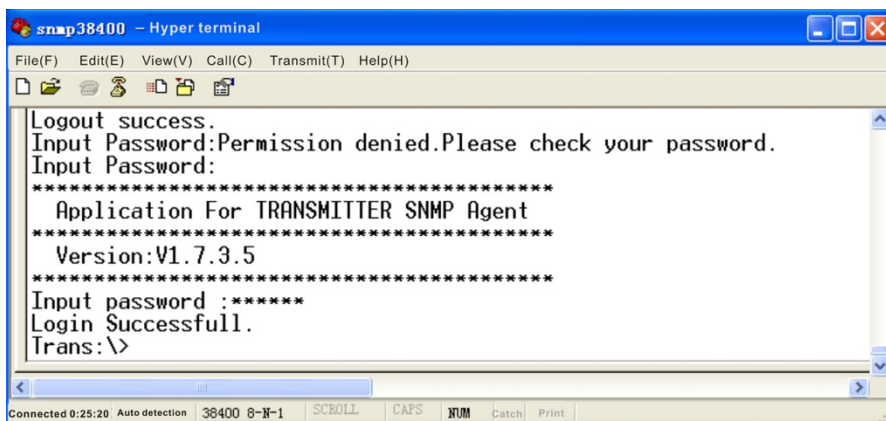 snmp38400 – Hyper terminal
File(F) Edit(E) View(V) Call(C) Transmit(T) Help(H)
Logout success.
Input Password:Permission denied.Please check your password.
Input Password:
******************************************
Application For TRANSMITTER SNMP Agent
******************************************
Version:V1.7.3.5
******************************************
Input password :******
Login Successfull.
Trans:\>
Connected 0:25:20 Auto detection 38400 8-N-1 SCROLL CAPS NUM Catch Print